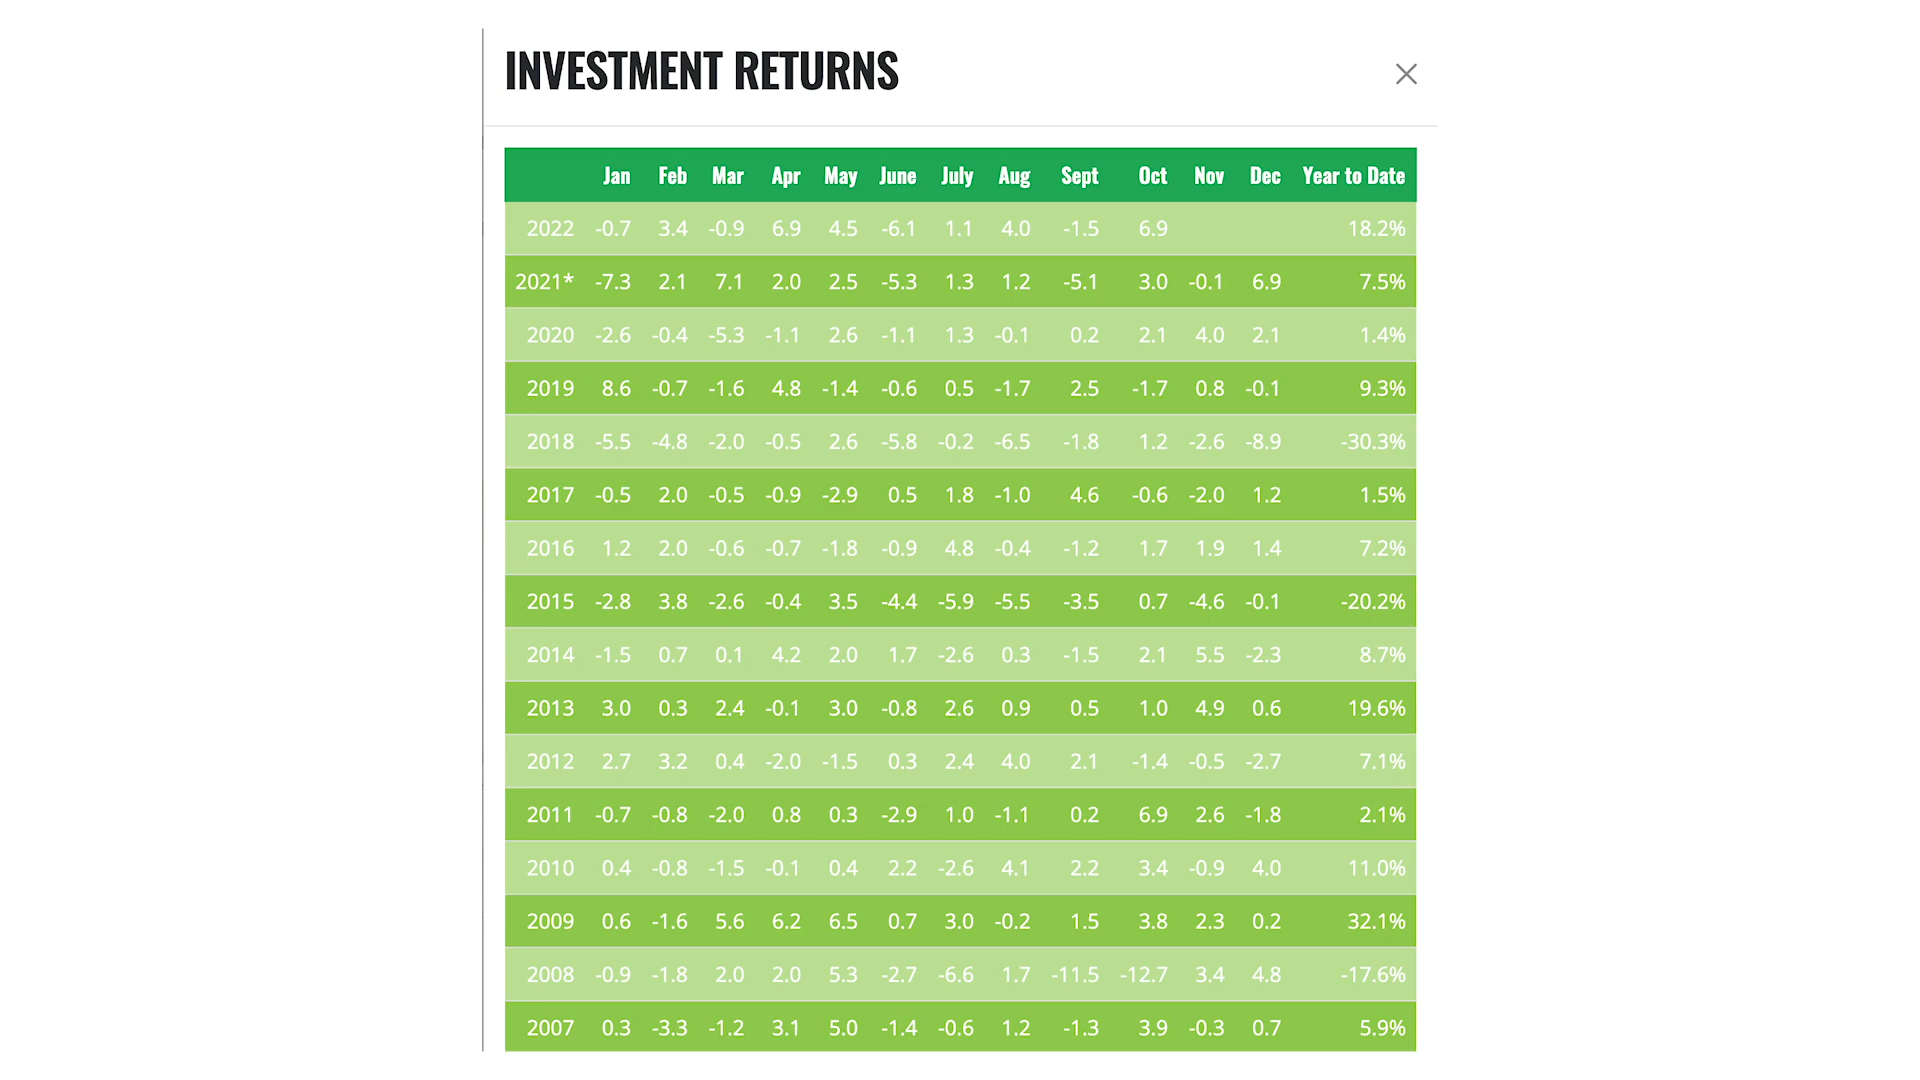 INVESTMENT RETURNS
Jan Feb Mar Apr May June July Aug Sept Oct Nov Dec Year to Date
2022 -0.7 3.4 -0.9 6.9 4.5 -6.1 1.1 4.0 -1.5 6.9 18.2%
2021* -7.3 2.1 7.1 2.0 2.5 -5.3 1.3 1.2 -5.1 3.0 -0.1 6.9 7.5%
2020 -2.6 -0.4 -5.3 -1.1 2.6 -1.1 1.3 -0.1 0.2 2.1 4.0 2.1 1.4%
2019 8.6 -0.7 -1.6 4.8 -1.4 -0.6 0.5 -1.7 2.5 -1.7 0.8 -0.1 9.3%
2018 -5.5 -4.8 -2.0 -0.5 2.6 -5.8 -0.2 -6.5 -1.8 1.2 -2.6 -8.9 -30.3%
2017 -0.5 2.0 -0.5 -0.9 -2.9 0.5 1.8 -1.0 4.6 -0.6 -2.0 1.2 1.5%
2016 1.2 2.0 -0.6 -0.7 -1.8 -0.9 4.8 -0.4 -1.2 1.7 1.9 1.4 7.2%
2015 -2.8 3.8 -2.6 -0.4 3.5 -4.4 -5.9 -5.5 -3.5 0.7 -4.6 -0.1 -20.2%
2014 -1.5 0.7 0.1 4.2 2.0 1.7 -2.6 0.3 -1.5 2.1 5.5 -2.3 8.7%
2013 3.0 0.3 2.4 -0.1 3.0 -0.8 2.6 0.9 0.5 1.0 4.9 0.6 19.6%
2012 2.7 3.2 0.4 -2.0 -1.5 0.3 2.4 4.0 2.1 -1.4 -0.5 -2.7 7.1%
2011 -0.7 -0.8 -2.0 0.8 0.3 -2.9 1.0 -1.1 0.2 6.9 2.6 -1.8 2.1%
2010 0.4 -0.8 -1.5 -0.1 0.4 2.2 -2.6 4.1 2.2 3.4 -0.9 4.0 11.0%
2009 0.6 -1.6 5.6 6.2 6.5 0.7 3.0 -0.2 1.5 3.8 2.3 0.2 32.1%
2008 -0.9 -1.8 2.0 2.0 5.3 -2.7 -6.6 1.7 -11.5 -12.7 3.4 4.8 -17.6%
2007 0.3 -3.3 -1.2 3.1 5.0 -1.4 -0.6 1.2 -1.3 3.9 -0.3 0.7 5.9%